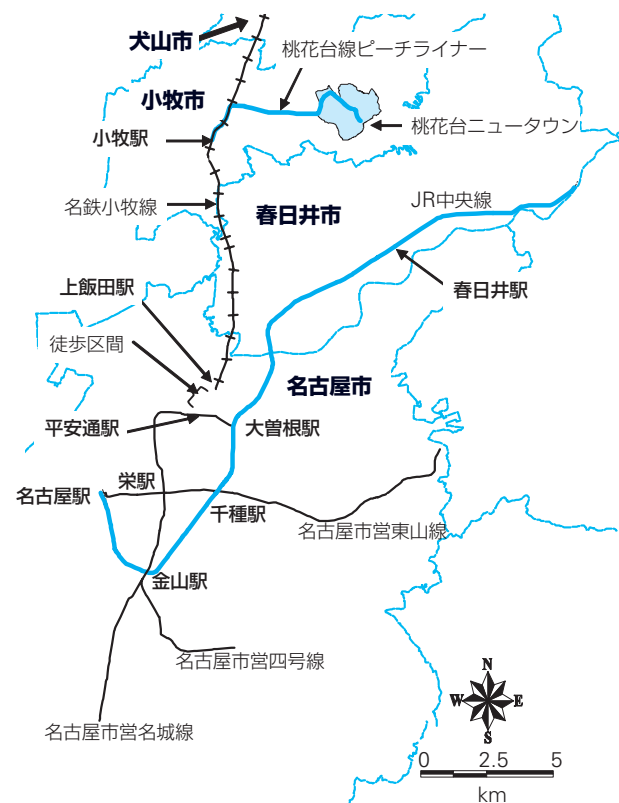 犬山市
桃花台線ピーチライナー
小牧市
桃花台ニュータウン
小牧駅
名鉄小牧線
春日井市
JR中央線
上飯田駅
春日井駅
徒歩区間
名古屋市
平安通駅
大曽根駅
栄駅
名古屋駅
千種駅
名古屋市営東山線
金山駅
名古屋市営四号線
名古屋市営名城線
N
W
E
S
0 2.5 5
km